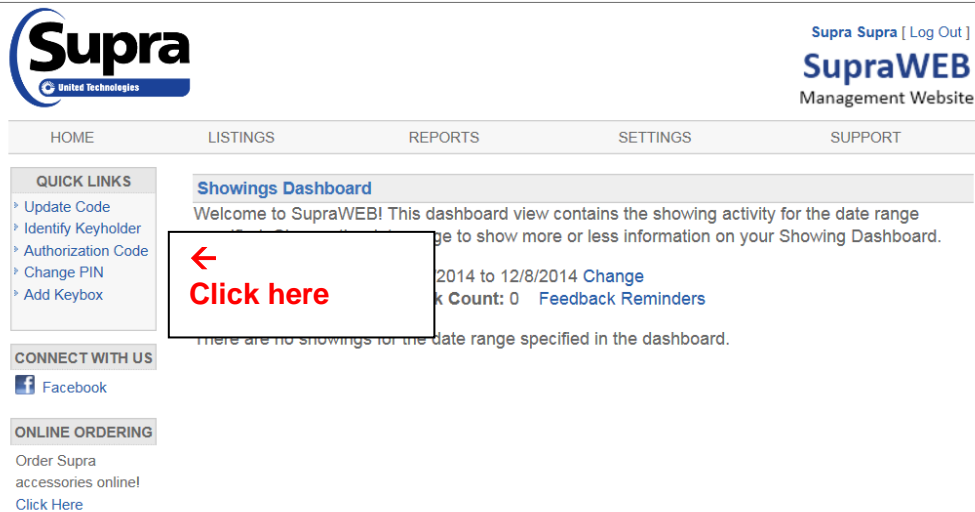 Supra
United Technologies
Supra Supra [ Log Out ]
SupraWEB
Management Website
HOME LISTINGS REPORTS SETTINGS SUPPORT
QUICK LINKS
Update Code
Identify Keyholder
Authorization Code
Change PIN
Add Keybox
CONNECT WITH US
Facebook
ONLINE ORDERING
Order Supra
accessories online!
Click Here
Showings Dashboard
Welcome to SupraWEB! This dashboard view contains the showing activity for the date range
to show more or less information on your Showing Dashboard.
←
Click here
/2014 to 12/8/2014 Change
Count: 0 Feedback Reminders
There are no showings for the date range specified in the dashboard.